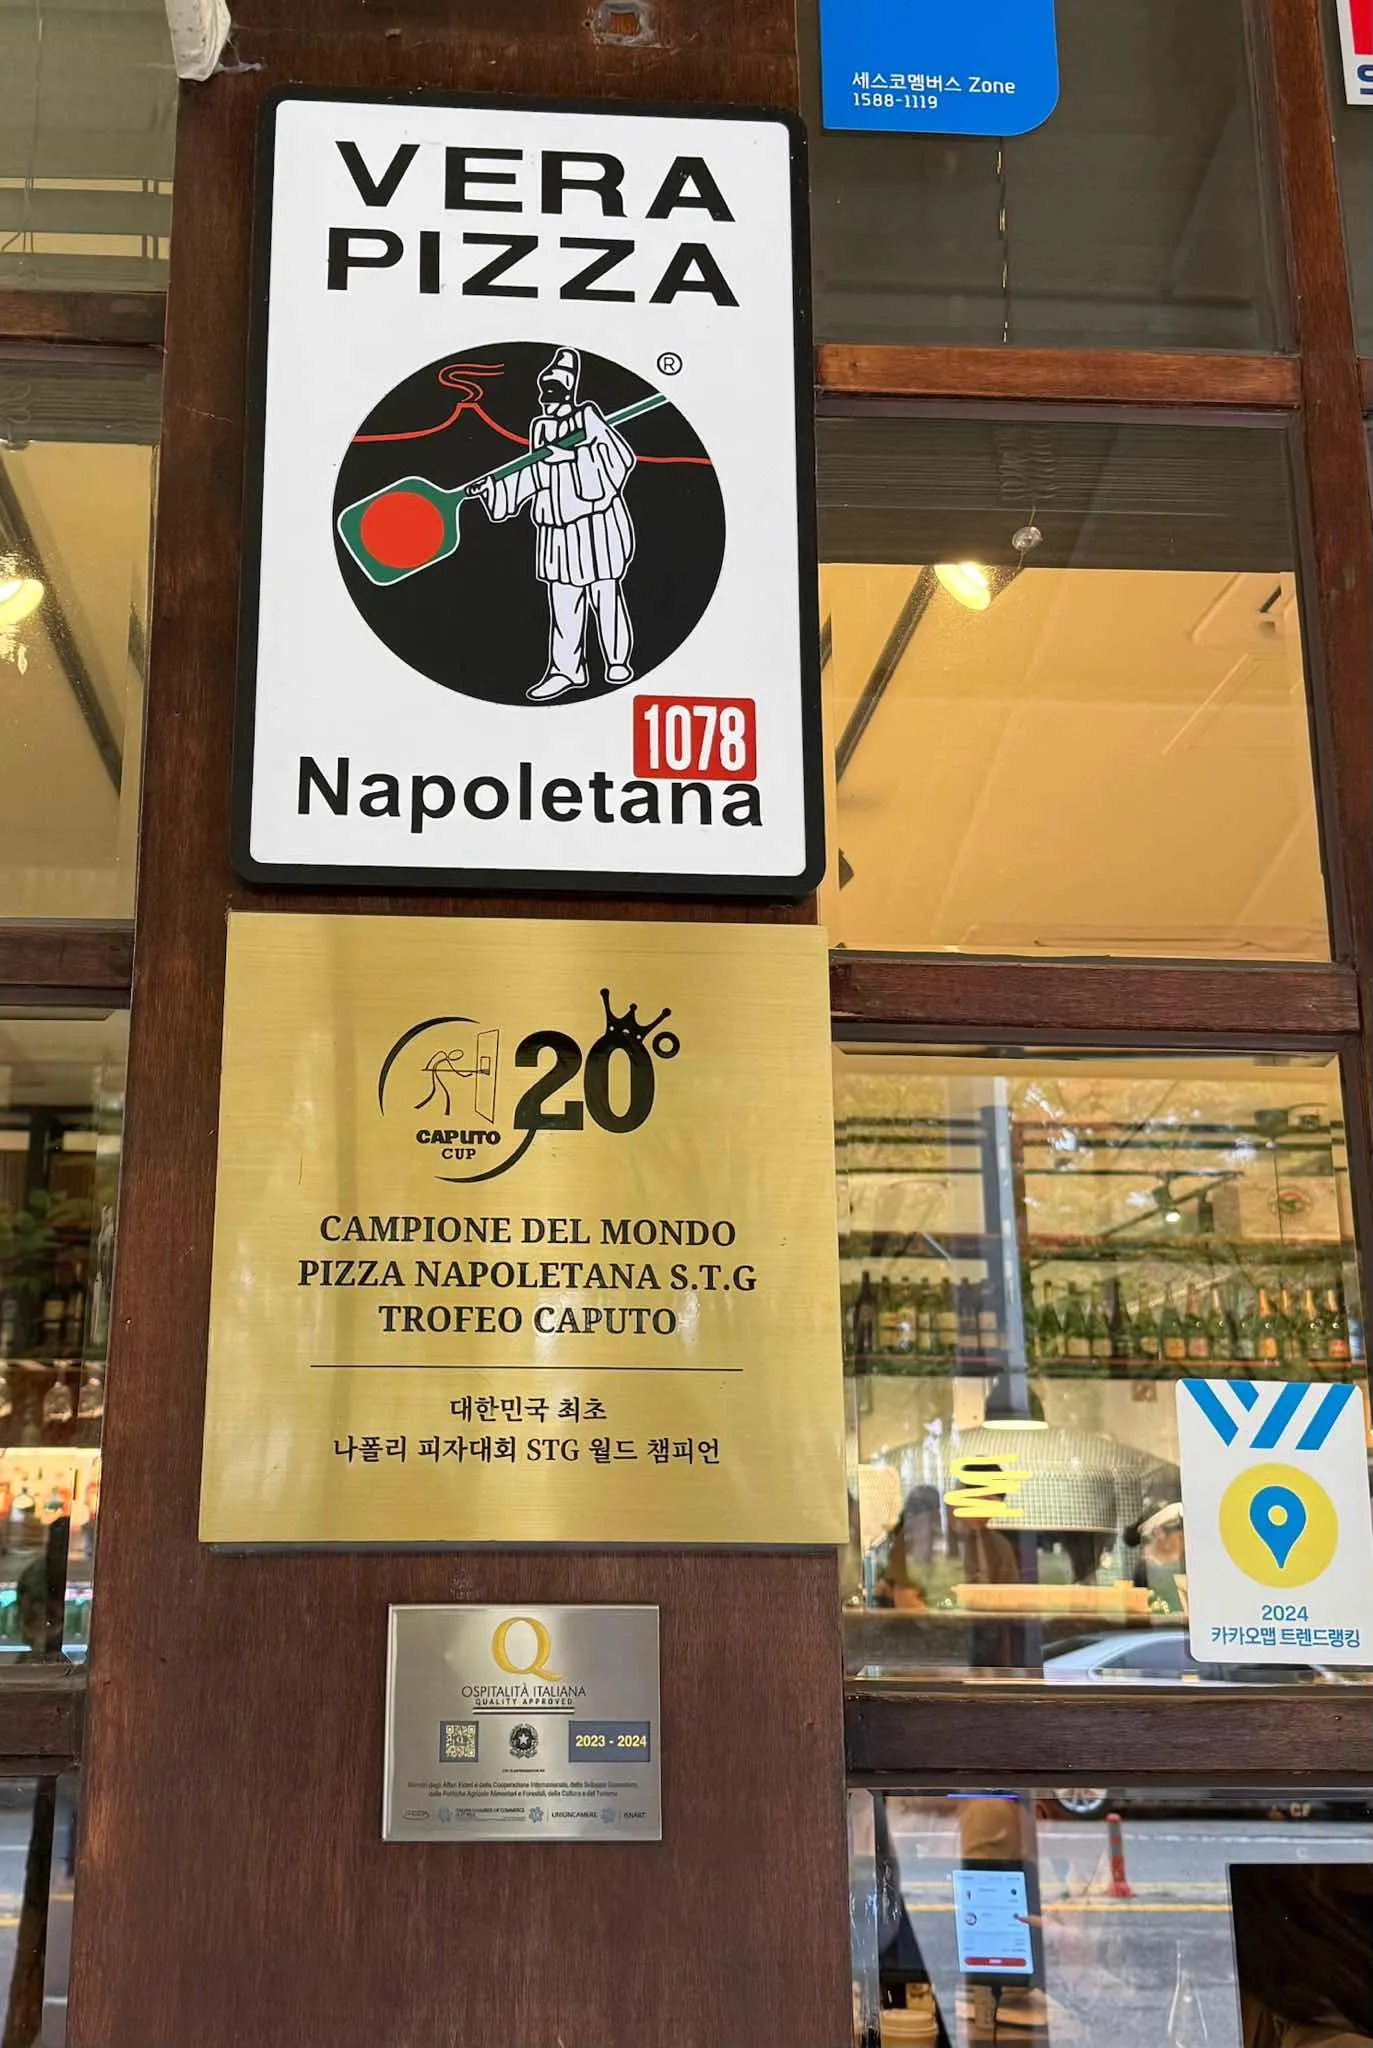 세스코멤버스 Zone
1588-1119
VERA
PIZZA
®
1078
Napoletana
20°
CAPUTO
CUP
CAMPIONE DEL MONDO
PIZZA NAPOLETANA S.T.G
TROFEO CAPUTO
대한민국 최초
나폴리 피자대회 STG 월드 챔피언
2024
카카오맵 트렌드랭킹
Q
OSPITALITÀ ITALIANA
QUALITY APPROVED
2023 - 2024
UNIONCAMERE
ISNART